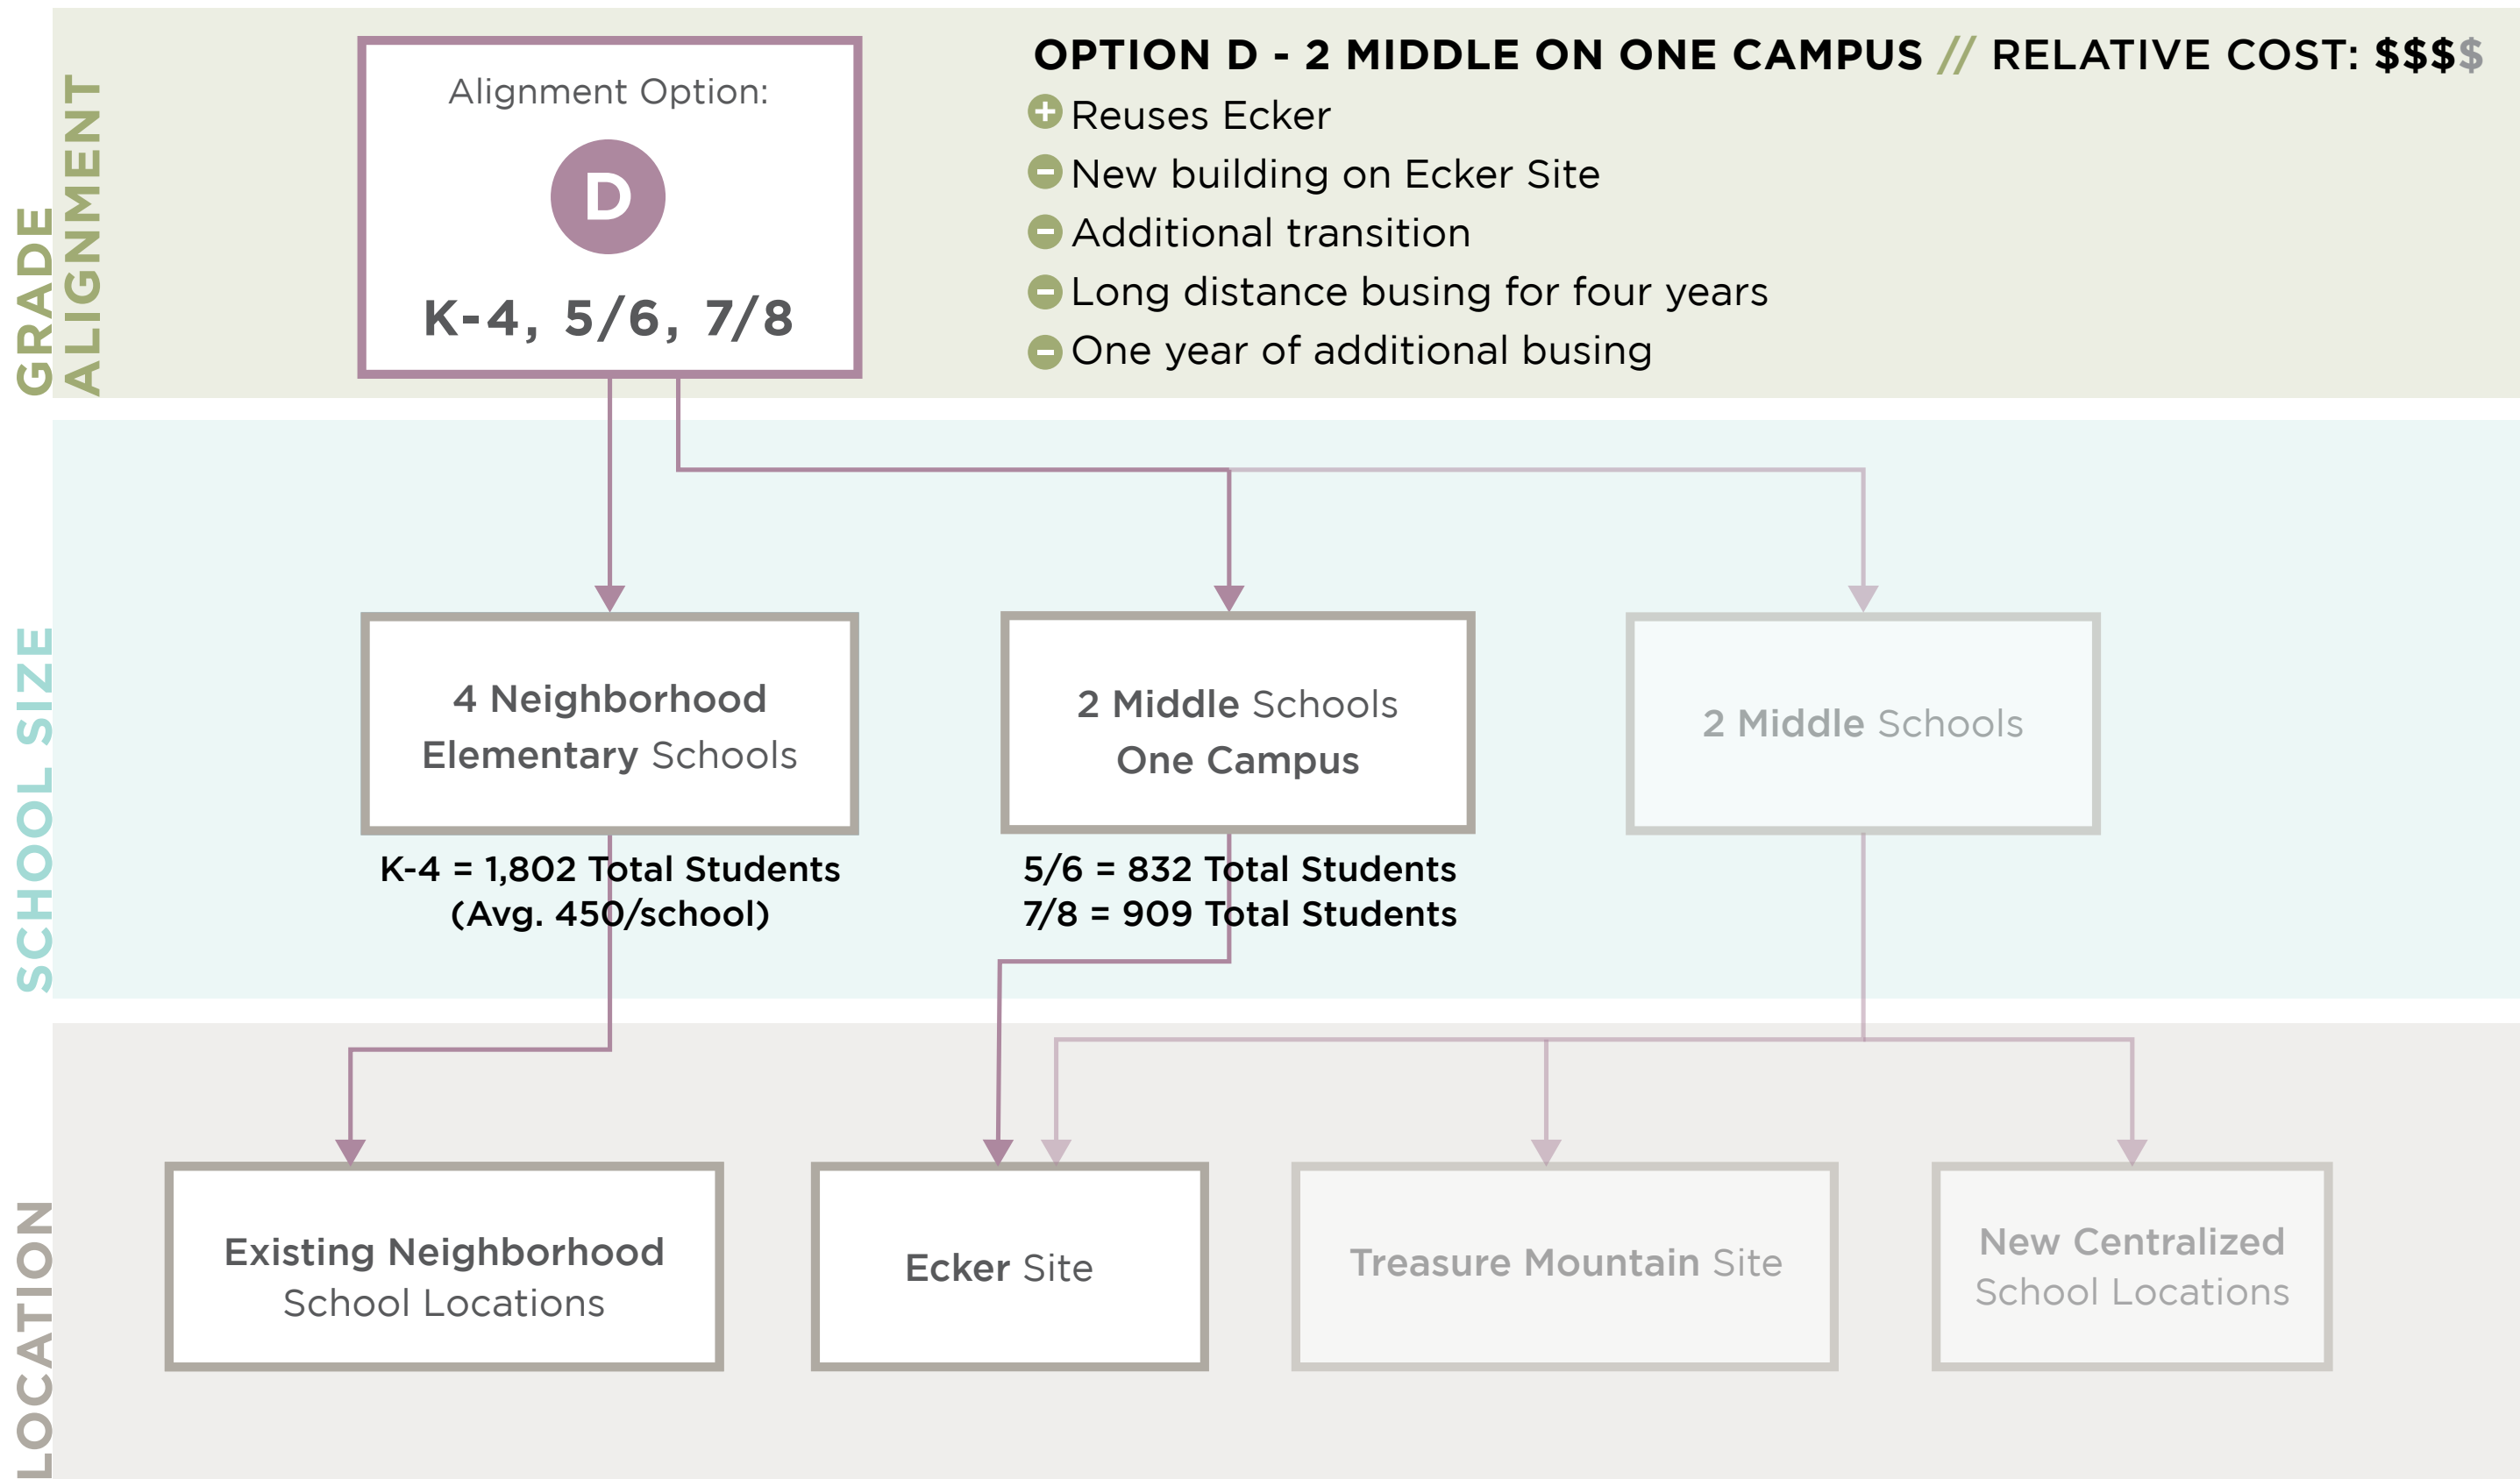 GRADE
ALIGNMENT
Alignment Option:
D
K-4, 5/6, 7/8
OPTION D - 2 MIDDLE ON ONE CAMPUS // RELATIVE COST: $$$$
+ Reuses Ecker
- New building on Ecker Site
- Additional transition
- Long distance busing for four years
- One year of additional busing
SCHOOL SIZE
4 Neighborhood
Elementary Schools
K-4 = 1,802 Total Students
(Avg. 450/school)
2 Middle Schools
One Campus
5/6 = 832 Total Students
7/8 = 909 Total Students
2 Middle Schools
LOCATION
Existing Neighborhood
School Locations
Ecker Site
Treasure Mountain Site
New Centralized
School Locations